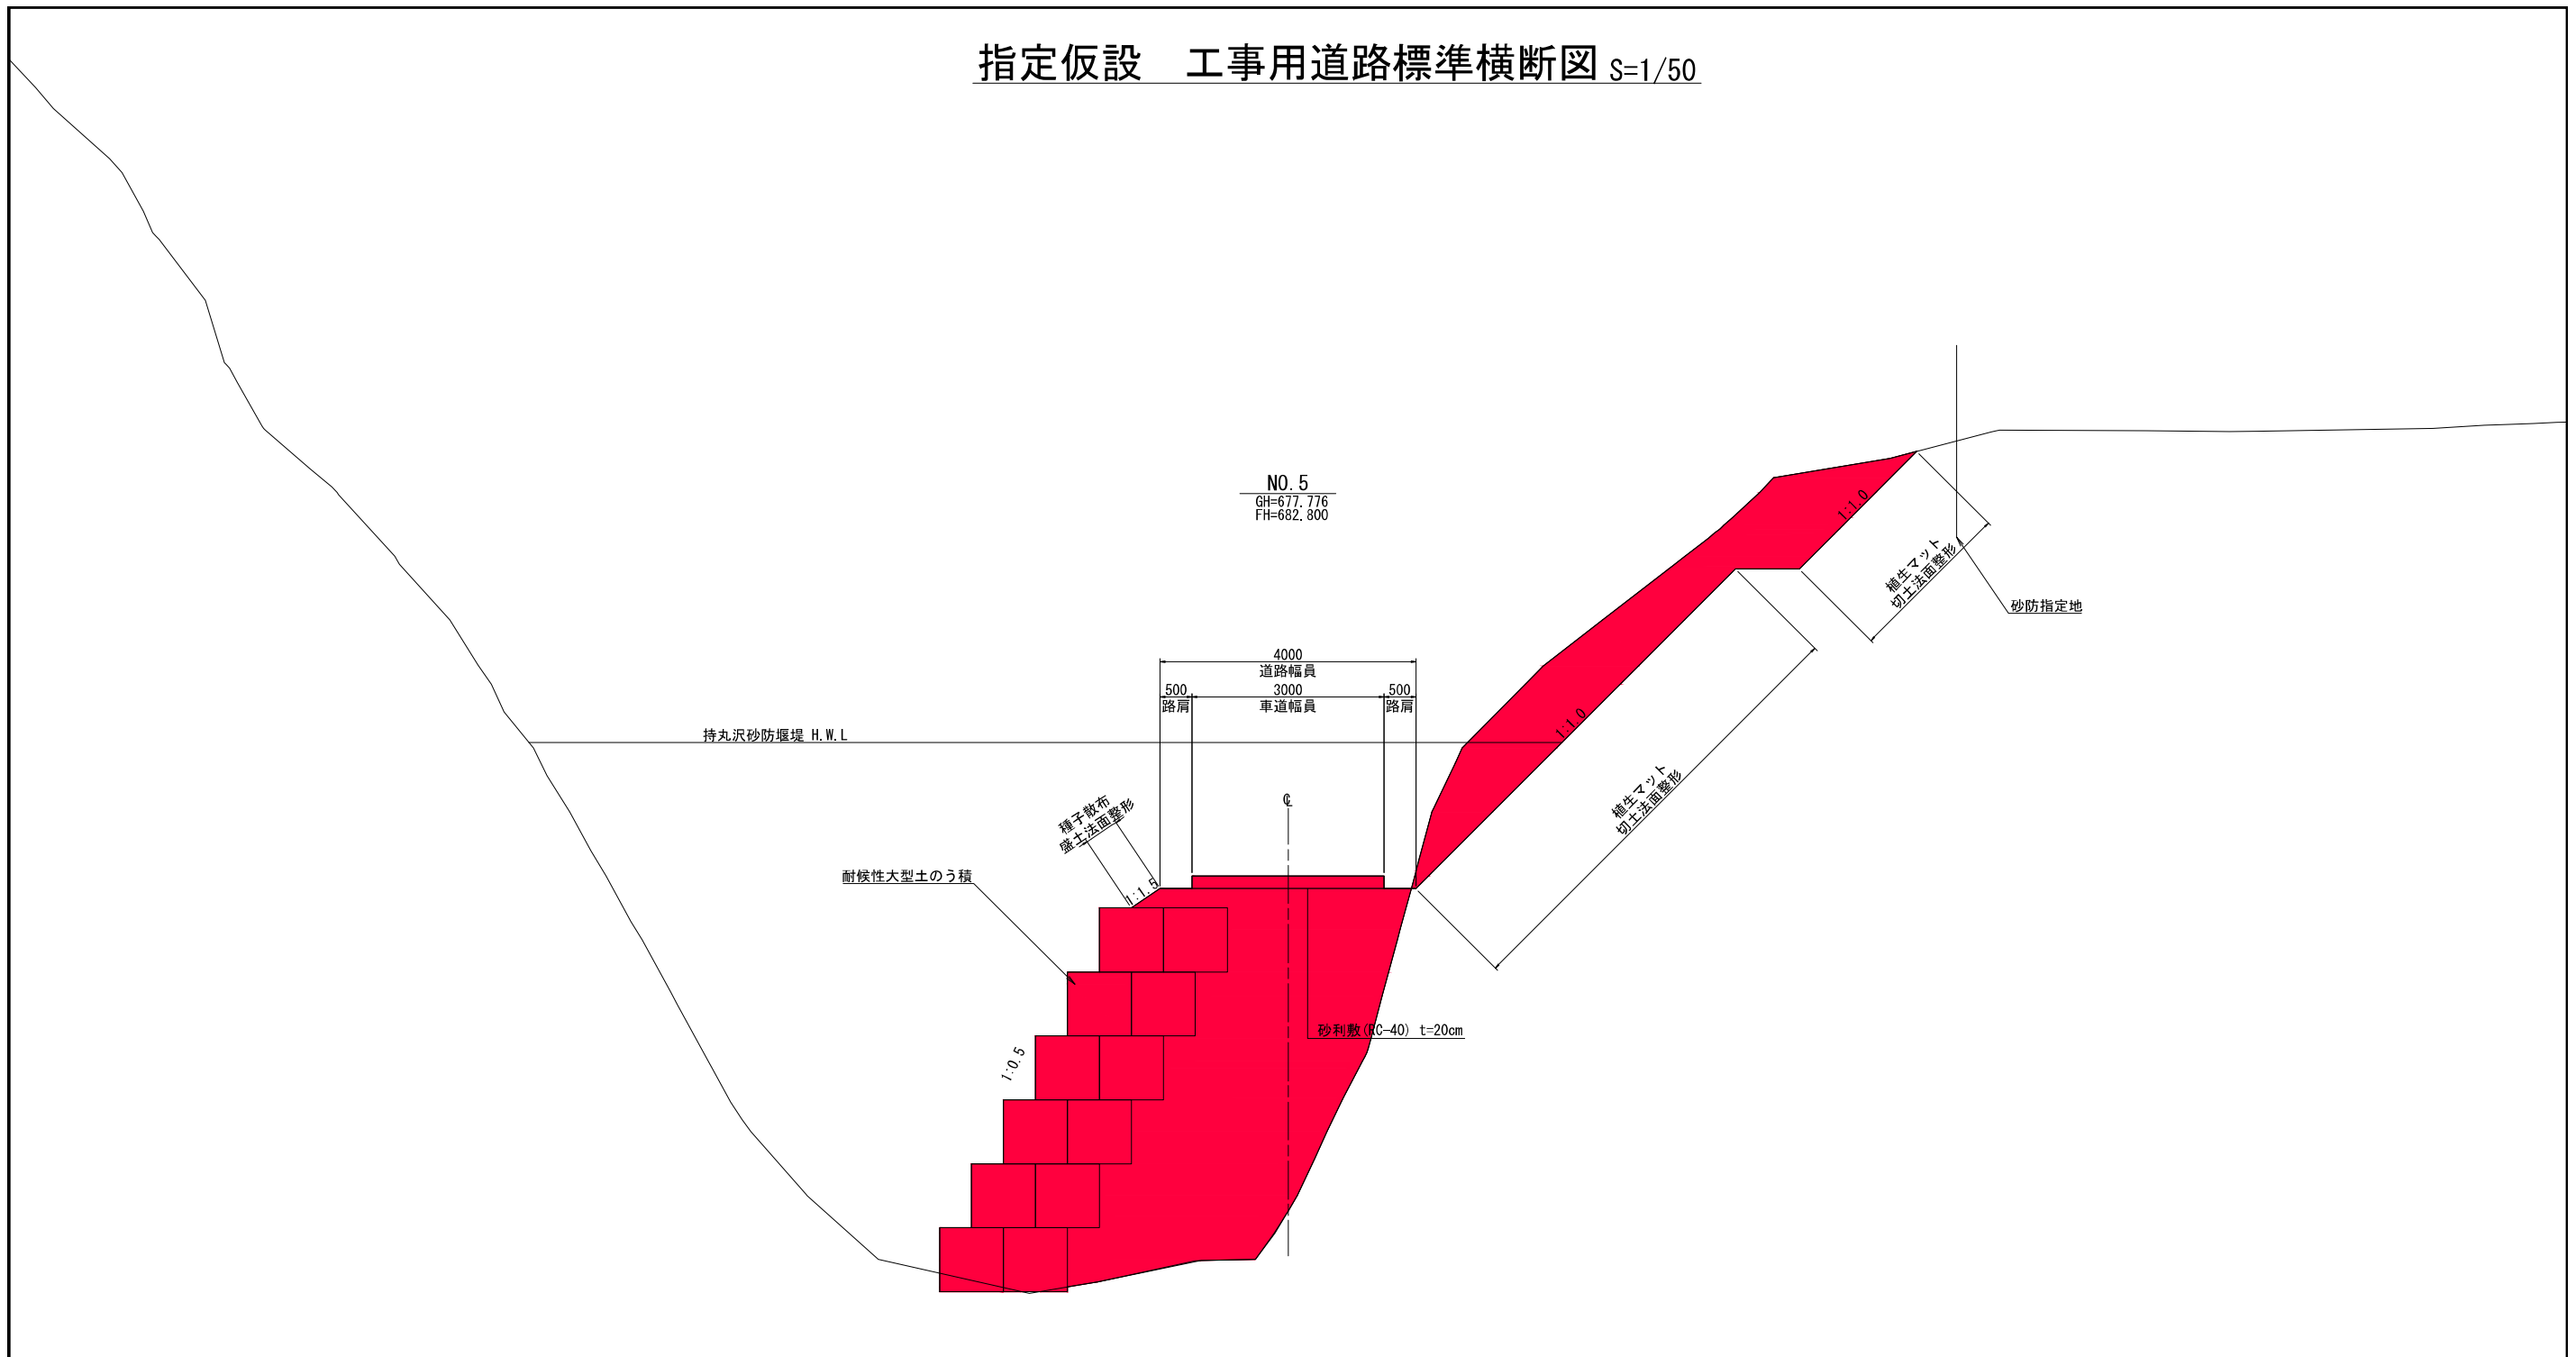 指定仮設　工事用道路標準横断図 S=1/50
NO.5
GH=677.776
FH=682.800
1:1.0
植生マット
切土法面整形
砂防指定地
4000
道路幅員
500
3000
500
路肩
車道幅員
路肩
持丸沢砂防堰堤 H.W.L
1:1.0
植生マット
切土法面整形
℄
種子散布
盛土法面整形
耐候性大型土のう積
1:1.5
砂利敷(RC-40) t=20cm
1:0.5